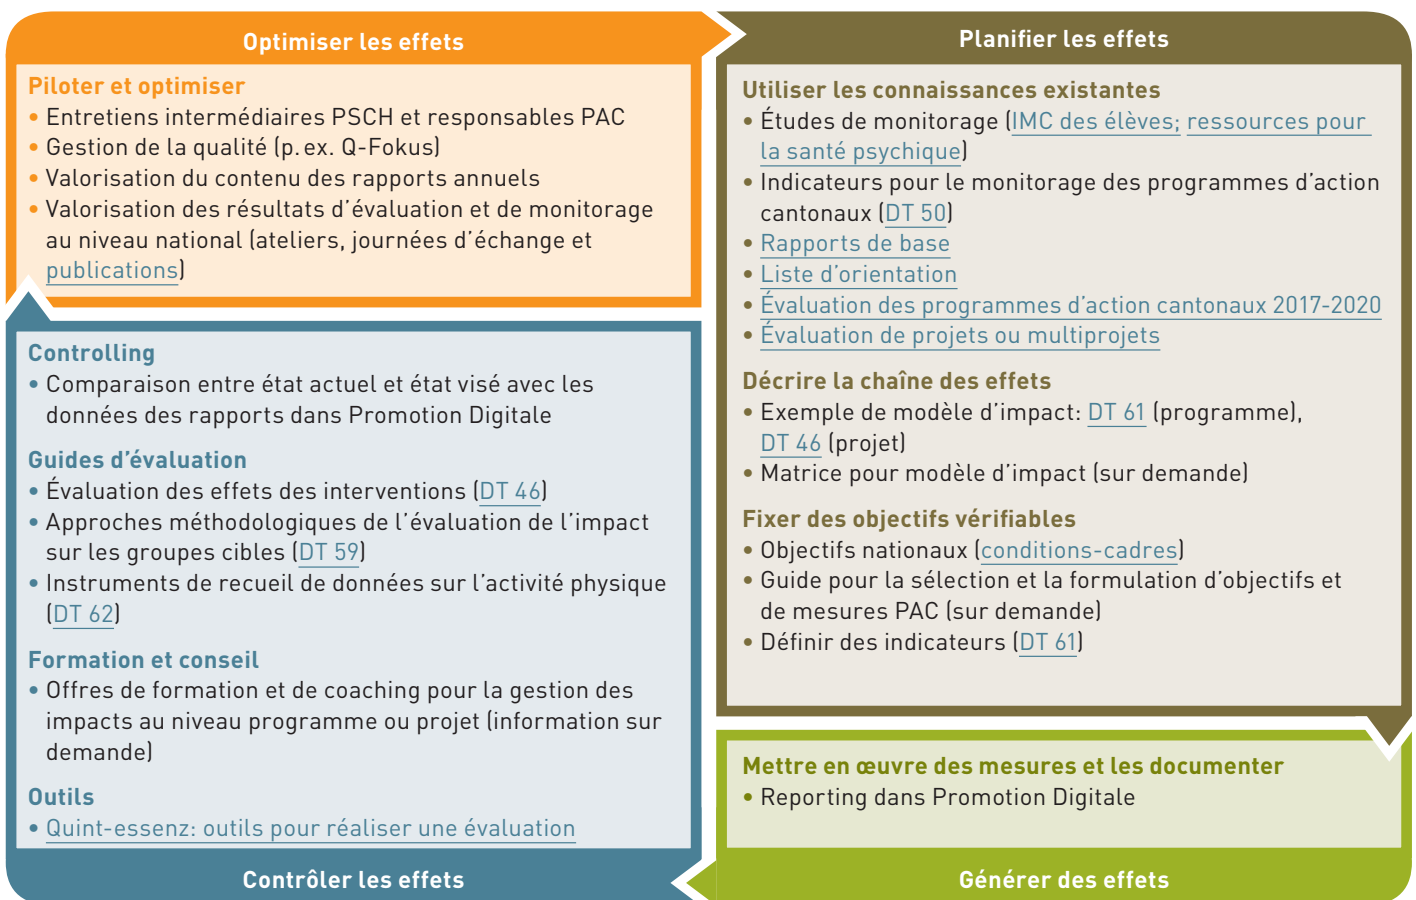 Optimiser les effets
Piloter et optimiser
• Entretiens intermédiaires PSCH et responsables PAC
• Gestion de la qualité (p. ex. Q-Fokus)
• Valorisation du contenu des rapports annuels
• Valorisation des résultats d’évaluation et de monitorage
au niveau national (ateliers, journées d’échange et
publications)
Planifier les effets
Utiliser les connaissances existantes
• Études de monitorage (IMC des élèves; ressources pour
la santé psychique)
• Indicateurs pour le monitorage des programmes d’action
cantonaux (DT 50)
• Rapports de base
• Liste d’orientation
• Évaluation des programmes d’action cantonaux 2017-2020
• Évaluation de projets ou multiprojets
Décrire la chaîne des effets
• Exemple de modèle d’impact: DT 61 (programme),
DT 46 (projet)
• Matrice pour modèle d’impact (sur demande)
Fixer des objectifs vérifiables
• Objectifs nationaux (conditions-cadres)
• Guide pour la sélection et la formulation d’objectifs et
de mesures PAC (sur demande)
• Définir des indicateurs (DT 61)
Mettre en œuvre des mesures et les documenter
• Reporting dans Promotion Digitale
Générer des effets
Controlling
• Comparaison entre état actuel et état visé avec les
données des rapports dans Promotion Digitale
Guides d’évaluation
• Évaluation des effets des interventions (DT 46)
• Approches méthodologiques de l’évaluation de l’impact
sur les groupes cibles (DT 59)
• Instruments de recueil de données sur l’activité physique
(DT 62)
Formation et conseil
• Offres de formation et de coaching pour la gestion des
impacts au niveau programme ou projet (information sur
demande)
Outils
• Quint-essenz: outils pour réaliser une évaluation
Contrôler les effets